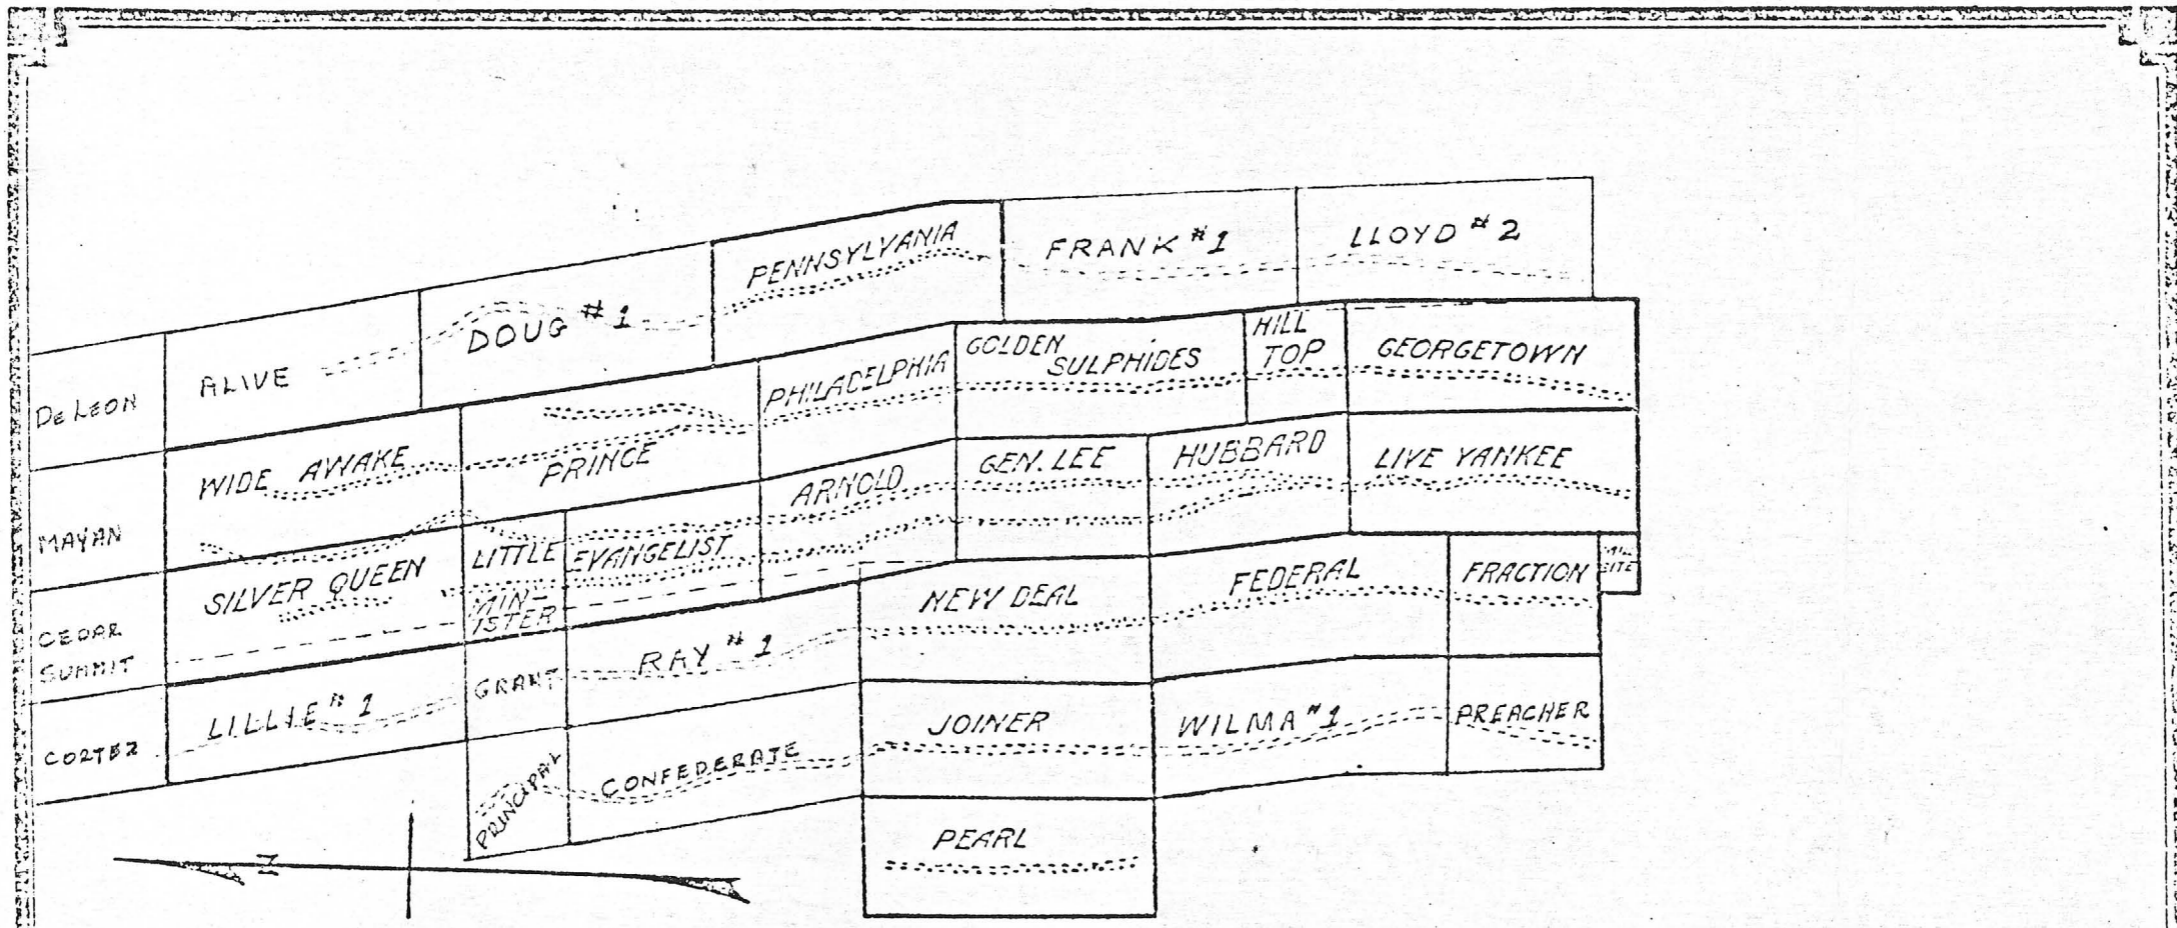 PENNSYLVANIA
FRANK #1
LLOYD #2
DOUG #1
ALIVE
DE LEON
HILL
TOP
GOLDEN
SULPHIDES
GEORGETOWN
PHILADELPHIA
WIDE AWAKE
PRINCE
MAYAN
ARNOLD
GEN. LEE
HUBBARD
LIVE YANKEE
SILVER QUEEN
LITTLE
MIN-
ISTER
EVANGELIST
CEDAR
SUMMIT
NEW DEAL
FEDERAL
FRACTION
MILL
SITE
LILLIE #1
GRANT
RAY #1
CORTEZ
PRINCIPAL
CONFEDERATE
JOINER
WILMA #1
PREACHER
PEARL
N